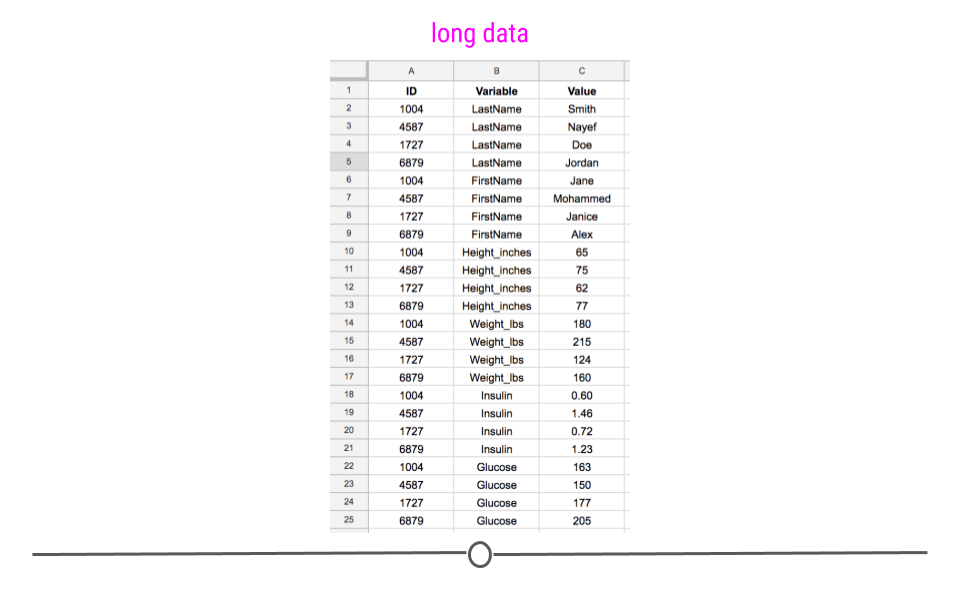 long data
A B C
1 ID Variable Value
2 1004 LastName Smith
3 4587 LastName Nayef
4 1727 LastName Doe
5 6879 LastName Jordan
6 1004 FirstName Jane
7 4587 FirstName Mohammed
8 1727 FirstName Janice
9 6879 FirstName Alex
10 1004 Height_inches 65
11 4587 Height_inches 75
12 1727 Height_inches 62
13 6879 Height_inches 77
14 1004 Weight_lbs 180
15 4587 Weight_lbs 215
16 1727 Weight_lbs 124
17 6879 Weight_lbs 160
18 1004 Insulin 0.60
19 4587 Insulin 1.46
20 1727 Insulin 0.72
21 6879 Insulin 1.23
22 1004 Glucose 163
23 4587 Glucose 150
24 1727 Glucose 177
25 6879 Glucose 205